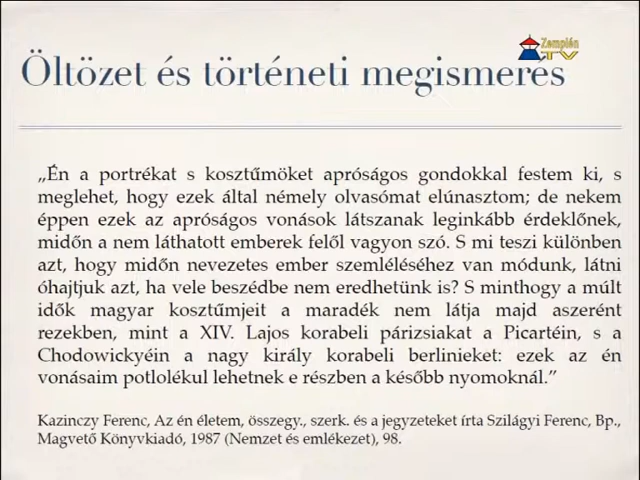 Zemplén
TV
Öltözet és történeti megismerés
„Én a portrékat s kosztűmöket apróságos gondokkal festem ki, s
meglehet, hogy ezek által némely olvasómat elúnasztom; de nekem
éppen ezek az apróságos vonások látszanak leginkább érdeklőnek,
midőn a nem láthatott emberek felől vagyon szó. S mi teszi különben
azt, hogy midőn nevezetes ember szemléléséhez van módunk, látni
óhajtjuk azt, ha vele beszédbe nem eredhetünk is? S minthogy a múlt
idők magyar kosztűmjeit a maradék nem látja majd aszerént
rezekben, mint a XIV. Lajos korabeli párizsiakat a Picartéin, s a
Chodowickyéin a nagy király korabeli berlinieket: ezek az én
vonásaim potlolékul lehetnek e részben a később nyomoknál.”
Kazinczy Ferenc, Az én életem, összegy., szerk. és a jegyzeteket írta Szilágyi Ferenc, Bp.,
Magvető Könyvkiadó, 1987 (Nemzet és emlékezet), 98.